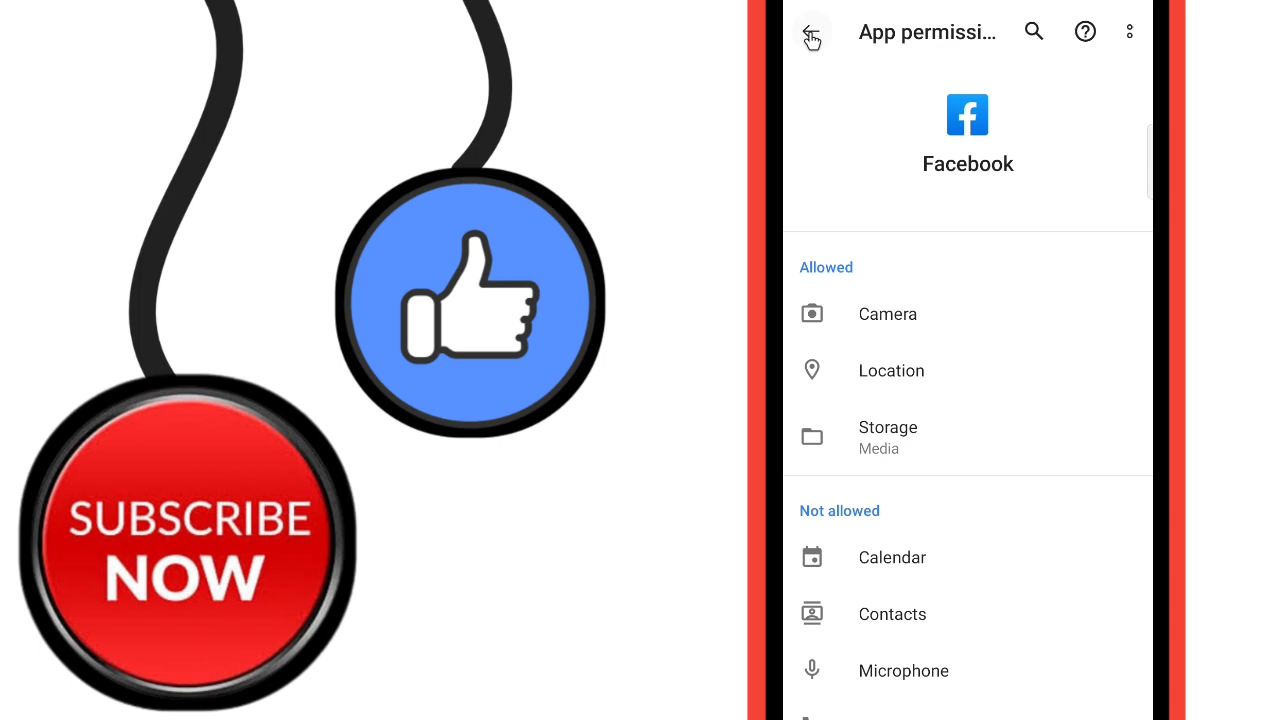 SUBSCRIBE
NOW
App permissi...
Facebook
Allowed
Camera
Location
Storage
Media
Not allowed
Calendar
Contacts
Microphone